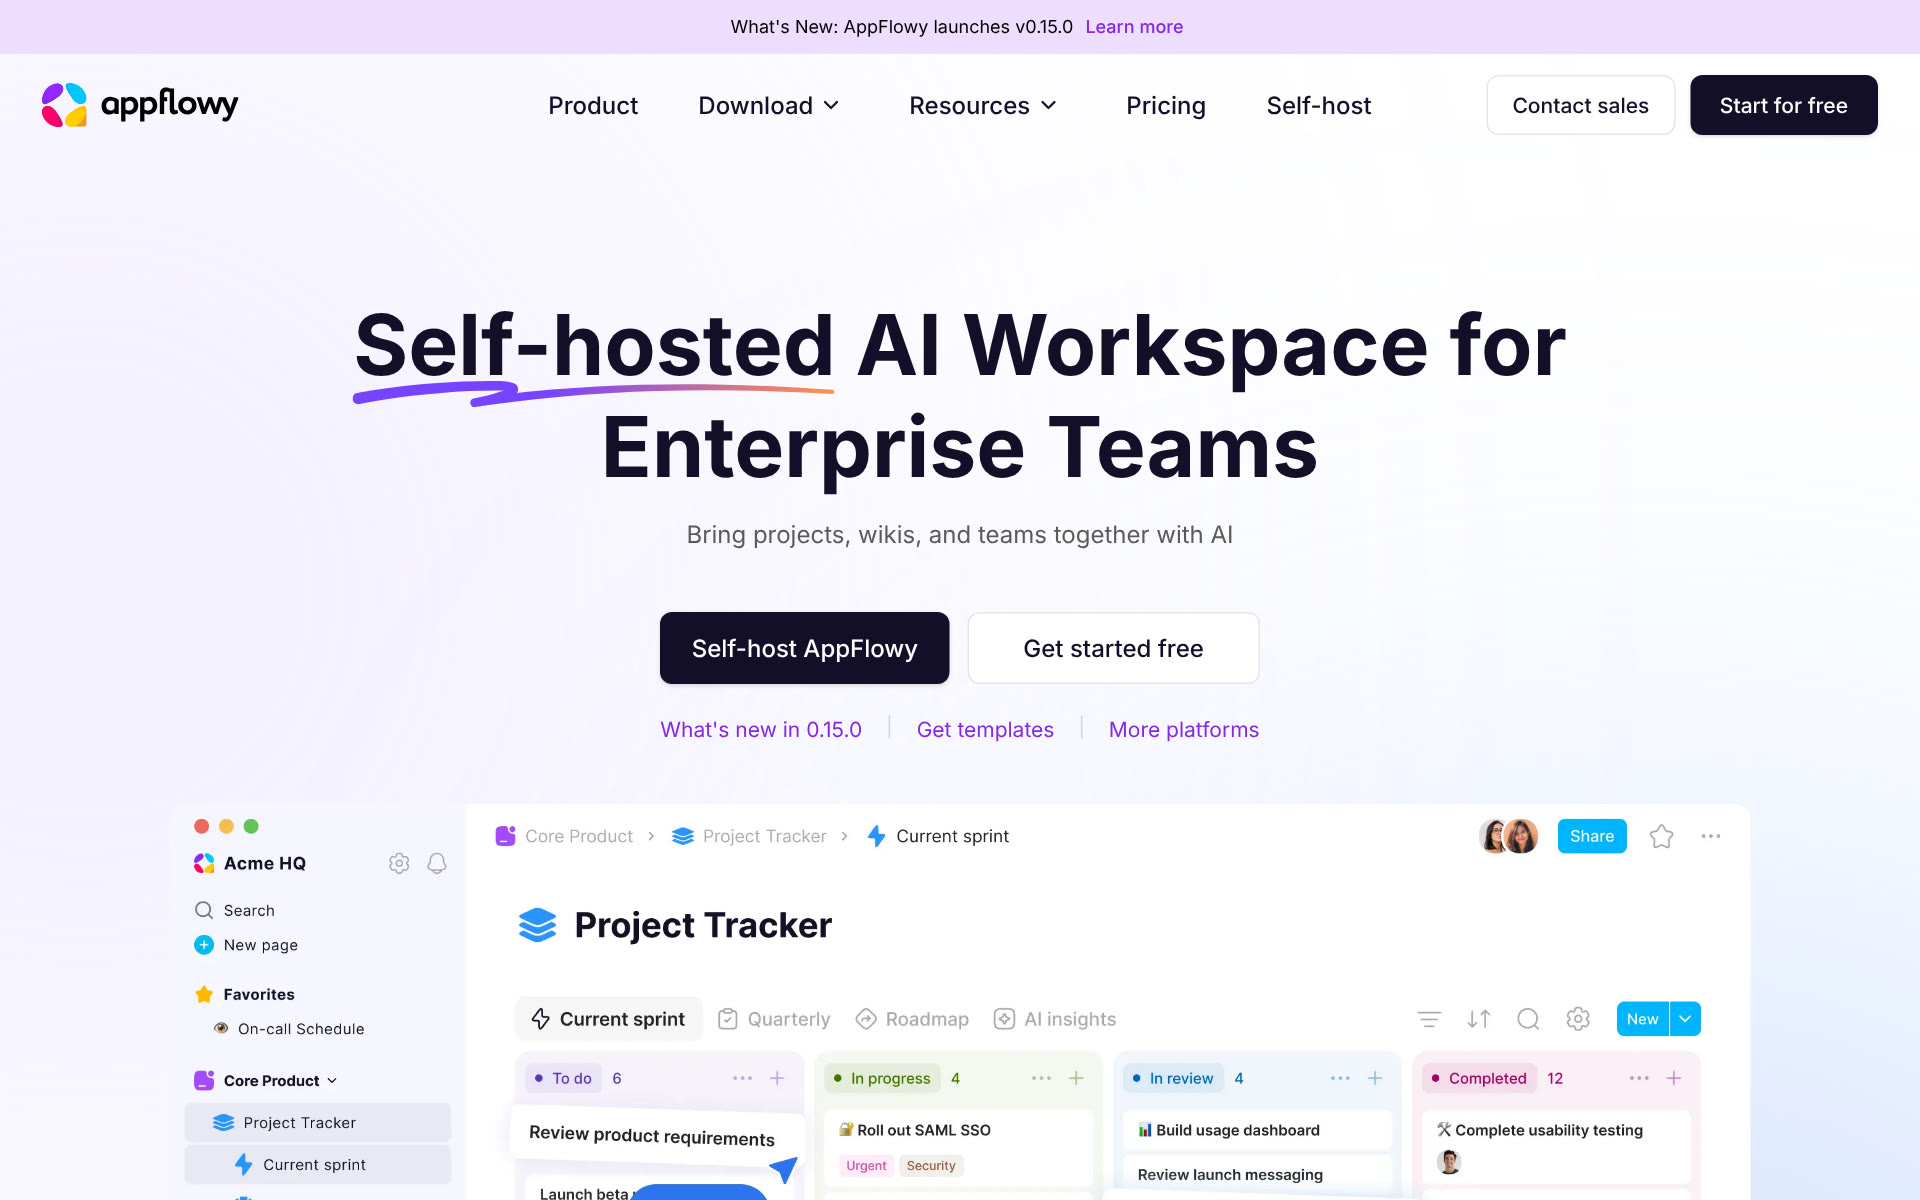 What's New: AppFlowy launches v0.15.0 Learn more
appflowy
Product
Download
Resources
Pricing
Self-host
Contact sales
Start for free
Self-hosted AI Workspace for
Enterprise Teams
Bring projects, wikis, and teams together with AI
Self-host AppFlowy
Get started free
What's new in 0.15.0
Get templates
More platforms
Acme HQ
Search
New page
Favorites
On-call Schedule
Core Product
Project Tracker
Current sprint
Core Product > Project Tracker > Current sprint
Share
Project Tracker
Current sprint
Quarterly
Roadmap
AI insights
New
To do 6
Review product requirements
Launch beta
In progress 4
Roll out SAML SSO
Urgent Security
In review 4
Build usage dashboard
Review launch messaging
Completed 12
Complete usability testing